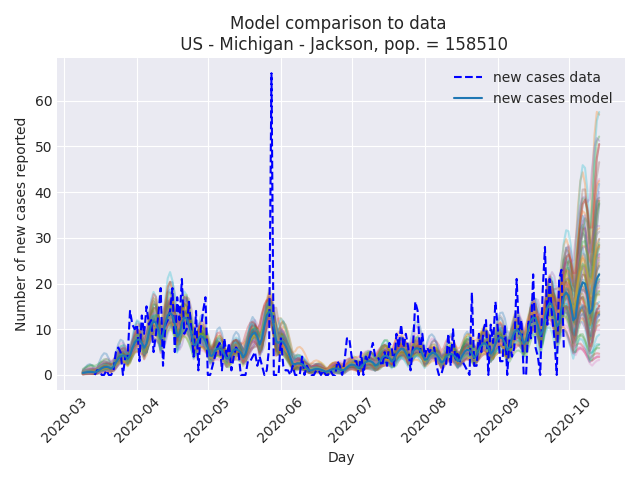 Model comparison to data
US - Michigan - Jackson, pop. = 158510
new cases data
new cases model
Number of new cases reported
60
50
40
30
20
10
0
2020-03
2020-04
2020-05
2020-06
2020-07
2020-08
2020-09
2020-10
Day